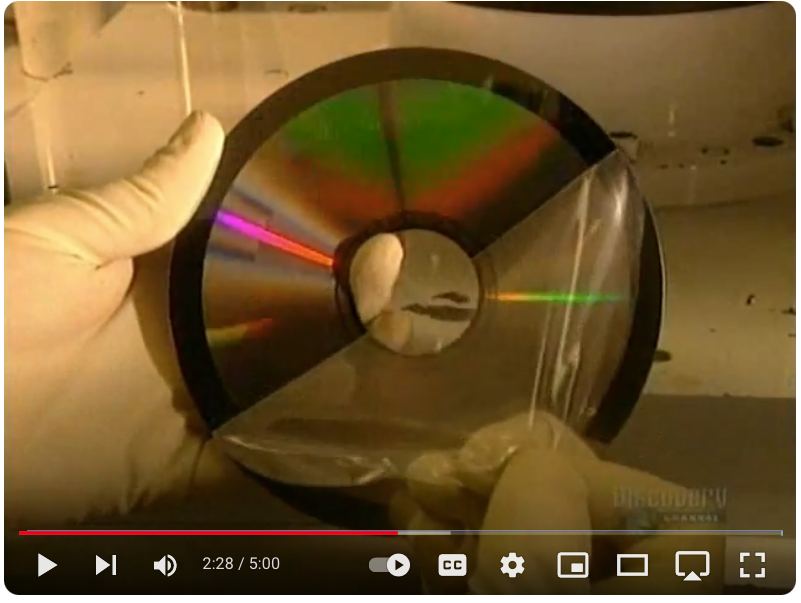 DISCOVERY
CHANNEL
2:28 / 5:00
CC